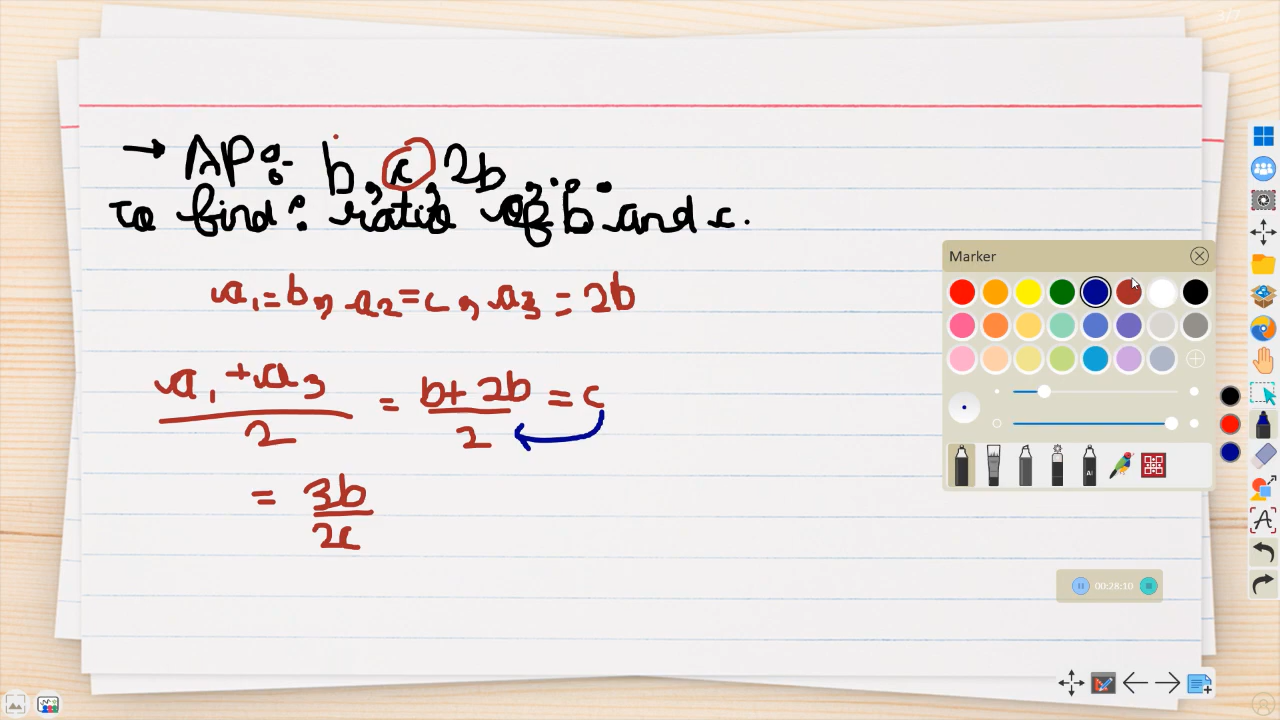 → AP:- b, c, 2b, ...
to find: ratio of b and c.
a₁ = b, a₂ = c, a₃ = 2b
a₁ + a₃ / 2 = b + 2b / 2 = c
= 3b / 2c
Marker
AI
00:28:10
A